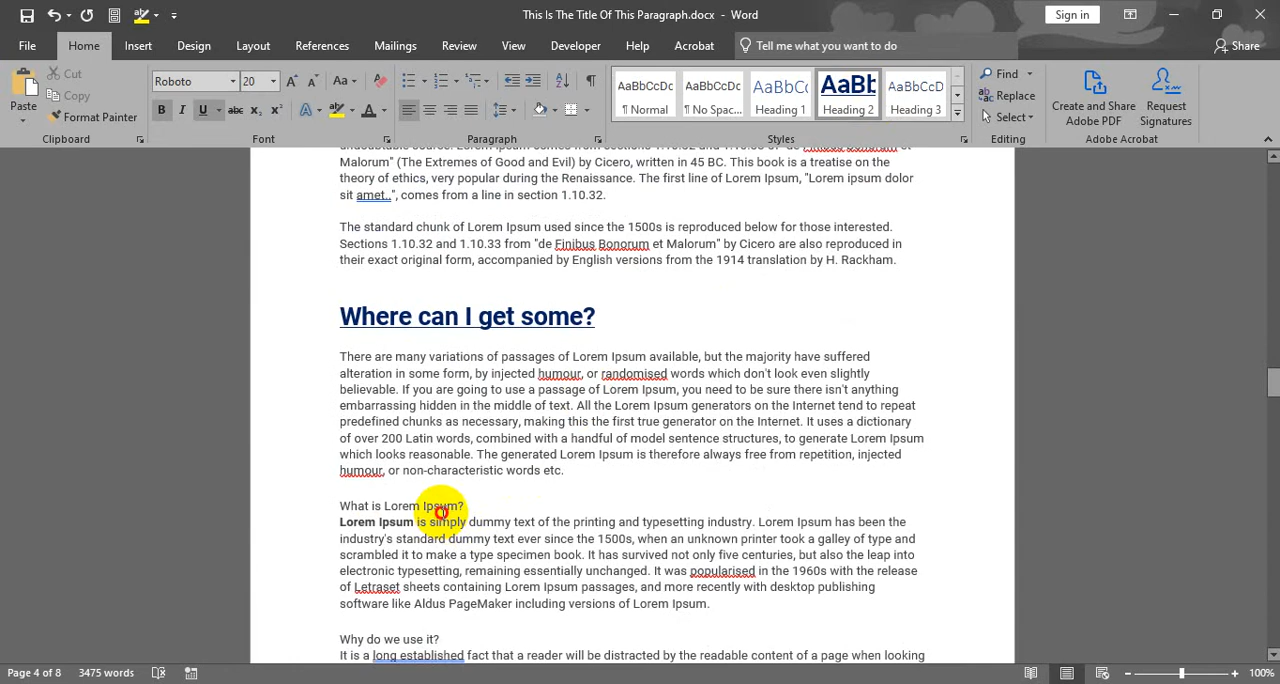 This Is The Title Of This Paragraph.docx - Word
Sign in
File Home Insert Design Layout References Mailings Review View Developer Help Acrobat Tell me what you want to do Share
Paste
Cut
Copy
Format Painter
Clipboard
Roboto 20
Font
Paragraph
AaBbCcDc AaBbCcDc AaBbCc AaBb AaBbCcD
¶ Normal ¶ No Spac... Heading 1 Heading 2 Heading 3
Styles
Find
Replace
Select
Editing
Create and Share Adobe PDF
Request Signatures
Adobe Acrobat
Malorum" (The Extremes of Good and Evil) by Cicero, written in 45 BC. This book is a treatise on the
theory of ethics, very popular during the Renaissance. The first line of Lorem Ipsum, "Lorem ipsum dolor
sit amet..", comes from a line in section 1.10.32.
The standard chunk of Lorem Ipsum used since the 1500s is reproduced below for those interested.
Sections 1.10.32 and 1.10.33 from "de Finibus Bonorum et Malorum" by Cicero are also reproduced in
their exact original form, accompanied by English versions from the 1914 translation by H. Rackham.
Where can I get some?
There are many variations of passages of Lorem Ipsum available, but the majority have suffered
alteration in some form, by injected humour, or randomised words which don't look even slightly
believable. If you are going to use a passage of Lorem Ipsum, you need to be sure there isn't anything
embarrassing hidden in the middle of text. All the Lorem Ipsum generators on the Internet tend to repeat
predefined chunks as necessary, making this the first true generator on the Internet. It uses a dictionary
of over 200 Latin words, combined with a handful of model sentence structures, to generate Lorem Ipsum
which looks reasonable. The generated Lorem Ipsum is therefore always free from repetition, injected
humour, or non-characteristic words etc.
What is Lorem Ipsum?
Lorem Ipsum is simply dummy text of the printing and typesetting industry. Lorem Ipsum has been the
industry's standard dummy text ever since the 1500s, when an unknown printer took a galley of type and
scrambled it to make a type specimen book. It has survived not only five centuries, but also the leap into
electronic typesetting, remaining essentially unchanged. It was popularised in the 1960s with the release
of Letraset sheets containing Lorem Ipsum passages, and more recently with desktop publishing
software like Aldus PageMaker including versions of Lorem Ipsum.
Why do we use it?
It is a long established fact that a reader will be distracted by the readable content of a page when looking
Page 4 of 8 3475 words 100%